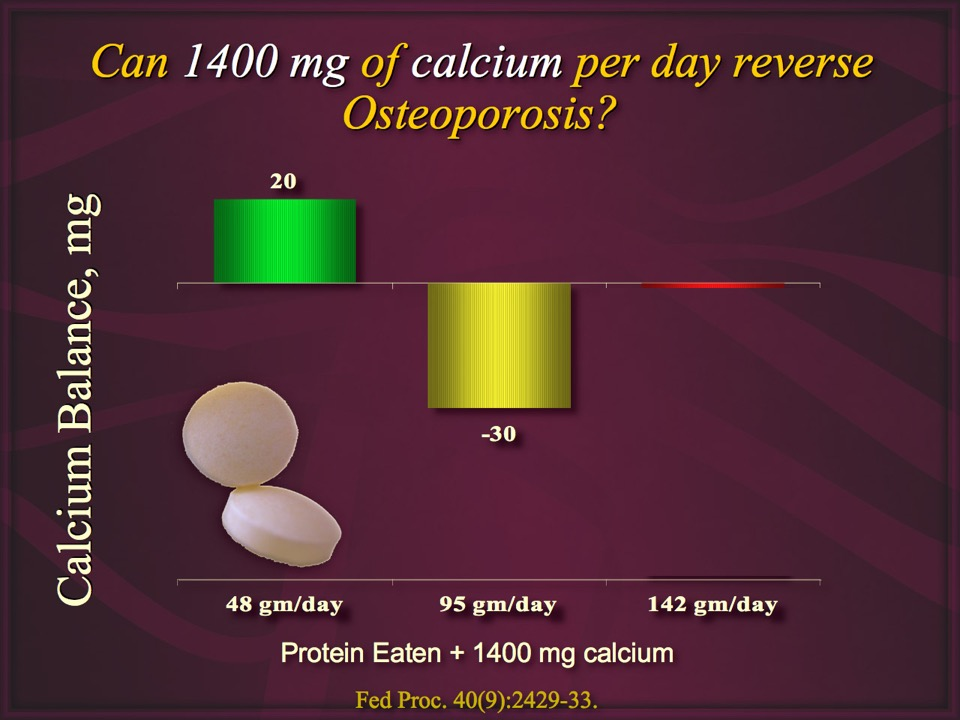 Can 1400 mg of calcium per day reverse
Osteoporosis?
Calcium Balance, mg
20
-30
48 gm/day
95 gm/day
142 gm/day
Protein Eaten + 1400 mg calcium
Fed Proc. 40(9):2429-33.